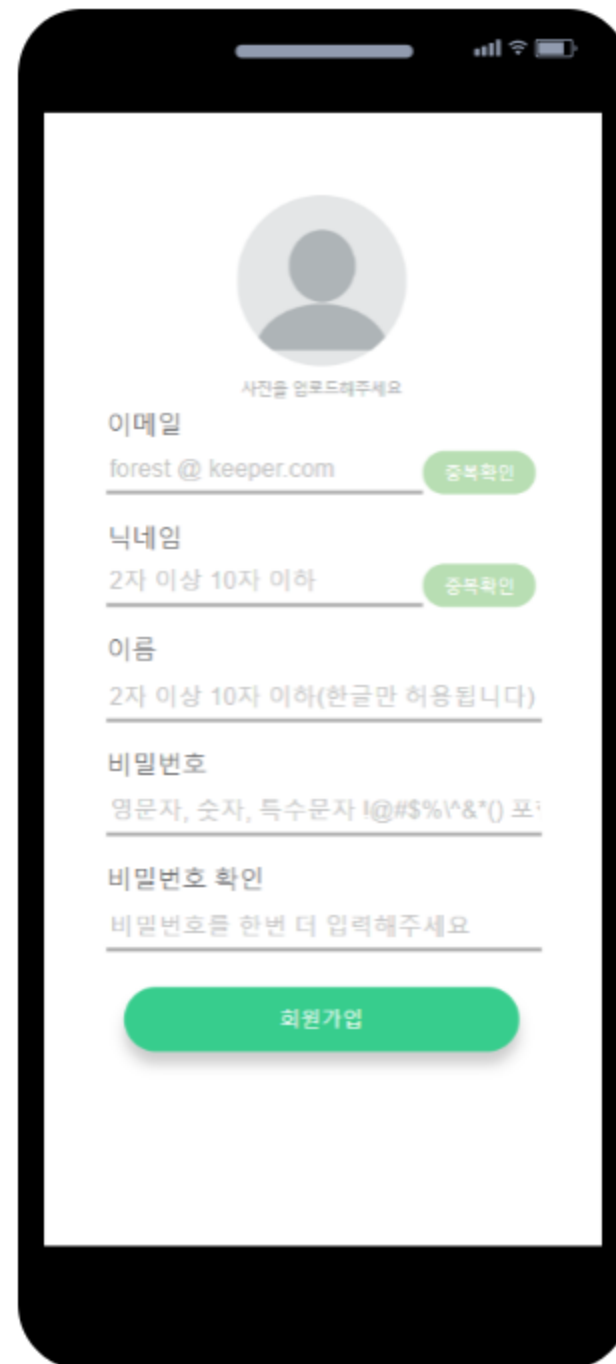 사진을 업로드해주세요
이메일
forest @ keeper.com
중복확인
닉네임
2자 이상 10자 이하
중복확인
이름
2자 이상 10자 이하(한글만 허용됩니다)
비밀번호
영문자, 숫자, 특수문자 !@#$%\^&*() 포
비밀번호 확인
비밀번호를 한번 더 입력해주세요
회원가입